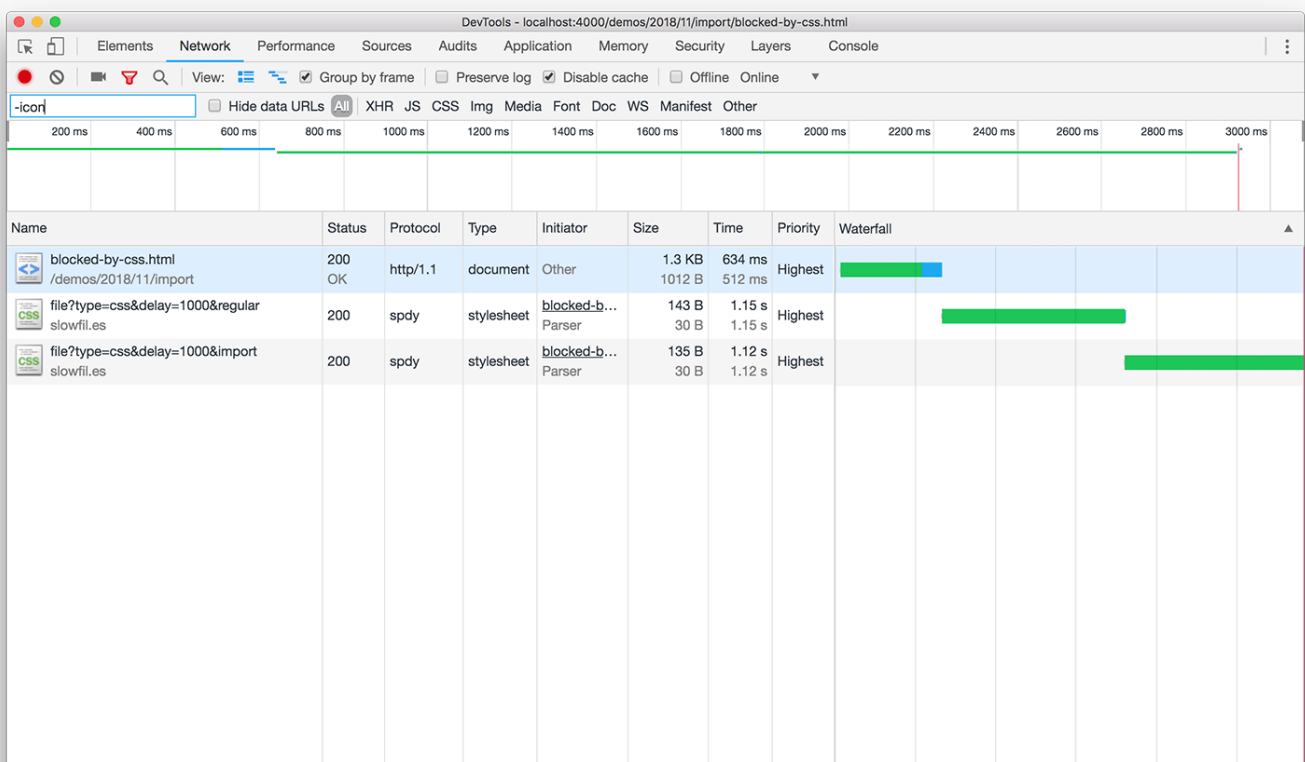 DevTools - localhost:4000/demos/2018/11/import/blocked-by-css.html
Elements Network Performance Sources Audits Application Memory Security Layers Console
View: Group by frame Preserve log Disable cache Offline Online
-icon Hide data URLs All XHR JS CSS Img Media Font Doc WS Manifest Other
200 ms 400 ms 600 ms 800 ms 1000 ms 1200 ms 1400 ms 1600 ms 1800 ms 2000 ms 2200 ms 2400 ms 2600 ms 2800 ms 3000 ms
Name Status Protocol Type Initiator Size Time Priority Waterfall
blocked-by-css.html 200 http/1.1 document Other 1.3 KB 634 ms Highest
/demos/2018/11/import OK 1012 B 512 ms
CSS file?type=css&delay=1000&regular 200 spdy stylesheet blocked-b... 143 B 1.15 s Highest
slowfil.es Parser 30 B 1.15 s
CSS file?type=css&delay=1000&import 200 spdy stylesheet blocked-b... 135 B 1.12 s Highest
slowfil.es Parser 30 B 1.12 s